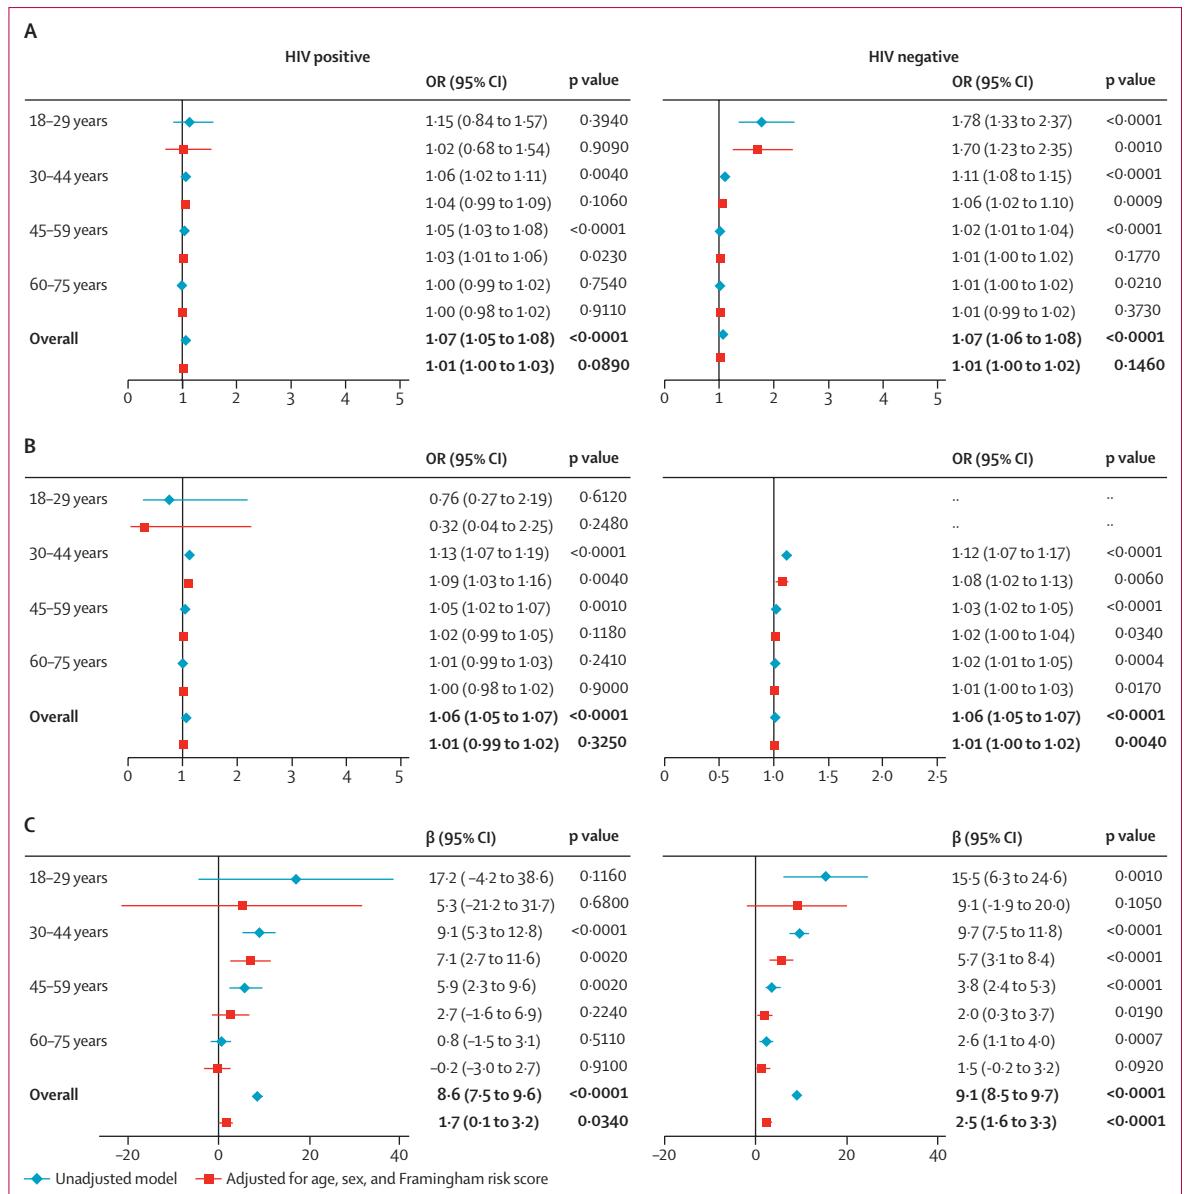 A
HIV positive HIV negative
OR (95% CI) p value OR (95% CI) p value
18–29 years 1·15 (0·84 to 1·57) 0·3940 1·78 (1·33 to 2·37) <0·0001
1·02 (0·68 to 1·54) 0·9090 1·70 (1·23 to 2·35) 0·0010
30–44 years 1·06 (1·02 to 1·11) 0·0040 1·11 (1·08 to 1·15) <0·0001
1·04 (0·99 to 1·09) 0·1060 1·06 (1·02 to 1.10) 0·0009
45–59 years 1·05 (1·03 to 1·08) <0·0001 1·02 (1·01 to 1·04) <0·0001
1·03 (1·01 to 1·06) 0·0230 1·01 (1·00 to 1·02) 0·1770
60–75 years 1·00 (0·99 to 1·02) 0·7540 1·01 (1·00 to 1·02) 0·0210
1·00 (0·98 to 1·02) 0·9110 1·01 (0·99 to 1·02) 0·3730
Overall 1·07 (1·05 to 1·08) <0·0001 1·07 (1·06 to 1·08) <0·0001
1·01 (1·00 to 1·03) 0·0890 1·01 (1·00 to 1·02) 0·1460
0 1 2 3 4 5 0 1 2 3 4 5
B
OR (95% CI) p value OR (95% CI) p value
18–29 years 0·76 (0·27 to 2·19) 0·6120 .. ..
0·32 (0·04 to 2·25) 0·2480 .. ..
30–44 years 1·13 (1·07 to 1·19) <0·0001 1·12 (1·07 to 1·17) <0·0001
1·09 (1·03 to 1·16) 0·0040 1·08 (1·02 to 1·13) 0·0060
45–59 years 1·05 (1·02 to 1·07) 0·0010 1·03 (1·02 to 1·05) <0·0001
1·02 (0·99 to 1·05) 0·1180 1·02 (1·00 to 1·04) 0·0340
60–75 years 1·01 (0·99 to 1·03) 0·2410 1·02 (1·01 to 1·05) 0·0004
1·00 (0·98 to 1·02) 0·9000 1·01 (1·00 to 1·03) 0·0170
Overall 1·06 (1·05 to 1·07) <0·0001 1·06 (1·05 to 1·07) <0·0001
1·01 (0·99 to 1·02) 0·3250 1·01 (1·00 to 1·02) 0·0040
0 1 2 3 4 5 0 0·5 1·0 1·5 2·0 2·5
C
β (95% CI) p value β (95% CI) p value
18–29 years 17·2 ( –4·2 to 38·6) 0·1160 15·5 (6·3 to 24·6) 0·0010
5·3 (–21·2 to 31·7) 0·6800 9·1 (-1·9 to 20·0) 0·1050
30–44 years 9·1 (5·3 to 12·8) <0·0001 9·7 (7·5 to 11·8) <0·0001
7·1 (2·7 to 11·6) 0·0020 5·7 (3·1 to 8·4) <0·0001
45–59 years 5·9 (2·3 to 9·6) 0·0020 3·8 (2·4 to 5·3) <0·0001
2·7 (–1·6 to 6·9) 0·2240 2·0 (0·3 to 3·7) 0·0190
60–75 years 0·8 (–1·5 to 3·1) 0·5110 2·6 (1·1 to 4·0) 0·0007
–0·2 (–3·0 to 2·7) 0·9100 1·5 (-0·2 to 3·2) 0·0920
Overall 8·6 (7·5 to 9·6) <0·0001 9·1 (8·5 to 9·7) <0·0001
1·7 (0·1 to 3·2) 0·0340 2·5 (1·6 to 3·3) <0·0001
–20 0 20 40 –20 0 20 40
Unadjusted model Adjusted for age, sex, and Framingham risk score